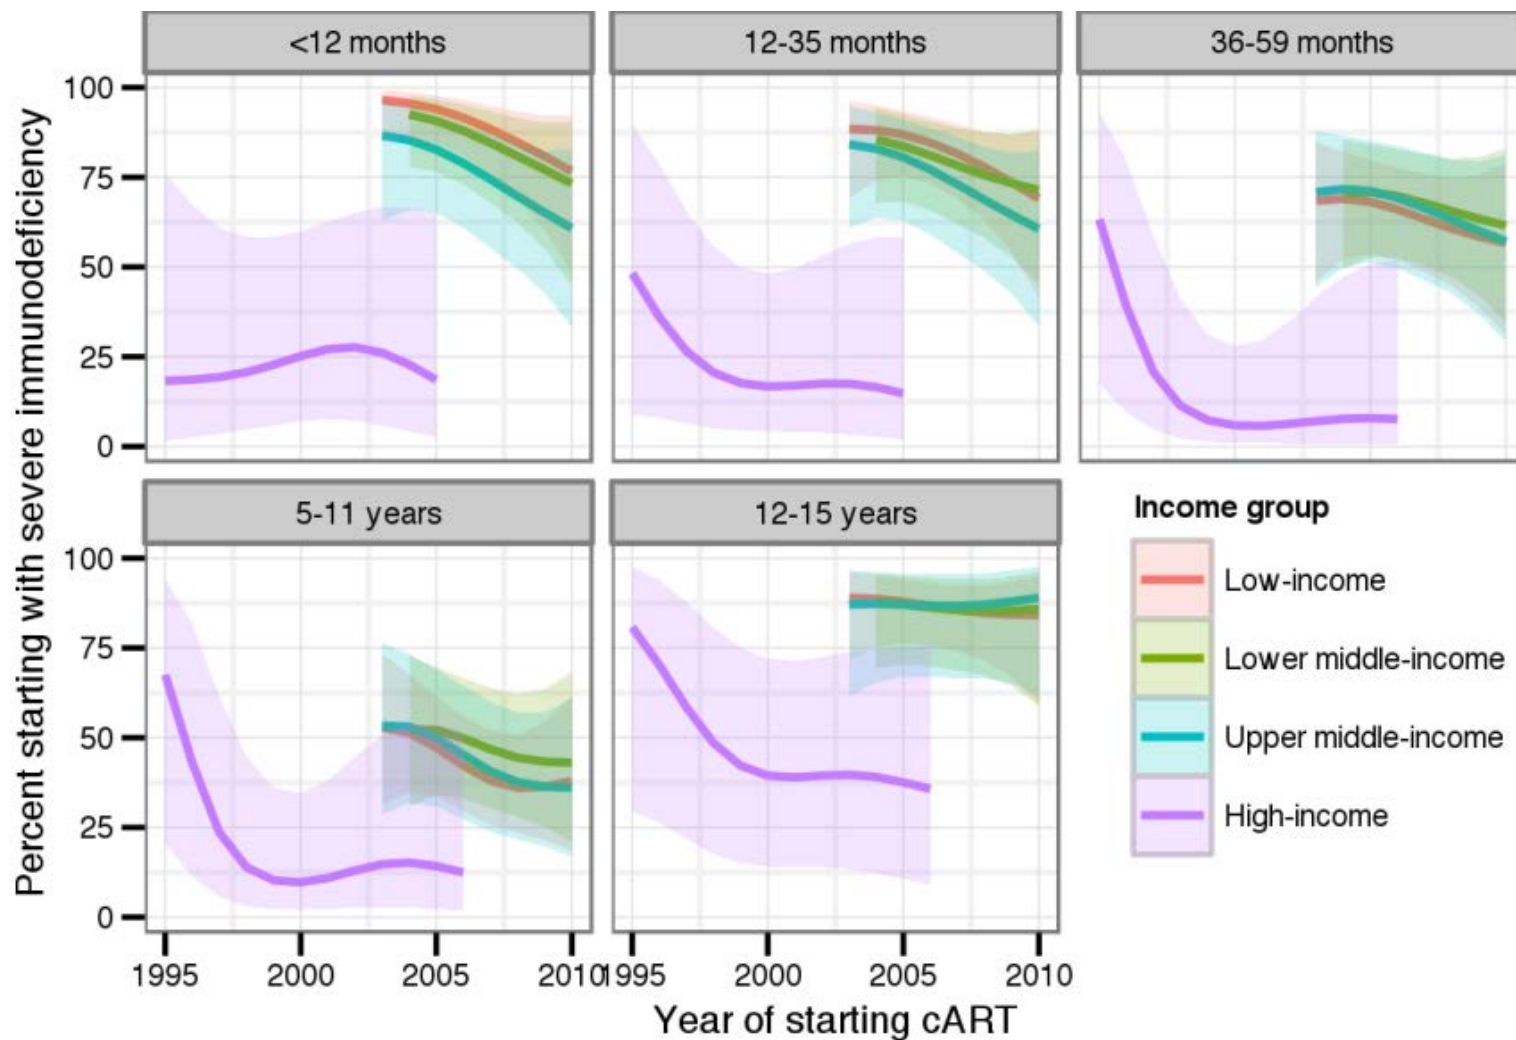 <12 months
12-35 months
36-59 months
Percent starting with severe immunodeficiency
100
75
50
25
0
5-11 years
12-15 years
100
75
50
25
0
1995 2000 2005 2010
1995 2000 2005 2010
Year of starting cART
Income group
Low-income
Lower middle-income
Upper middle-income
High-income